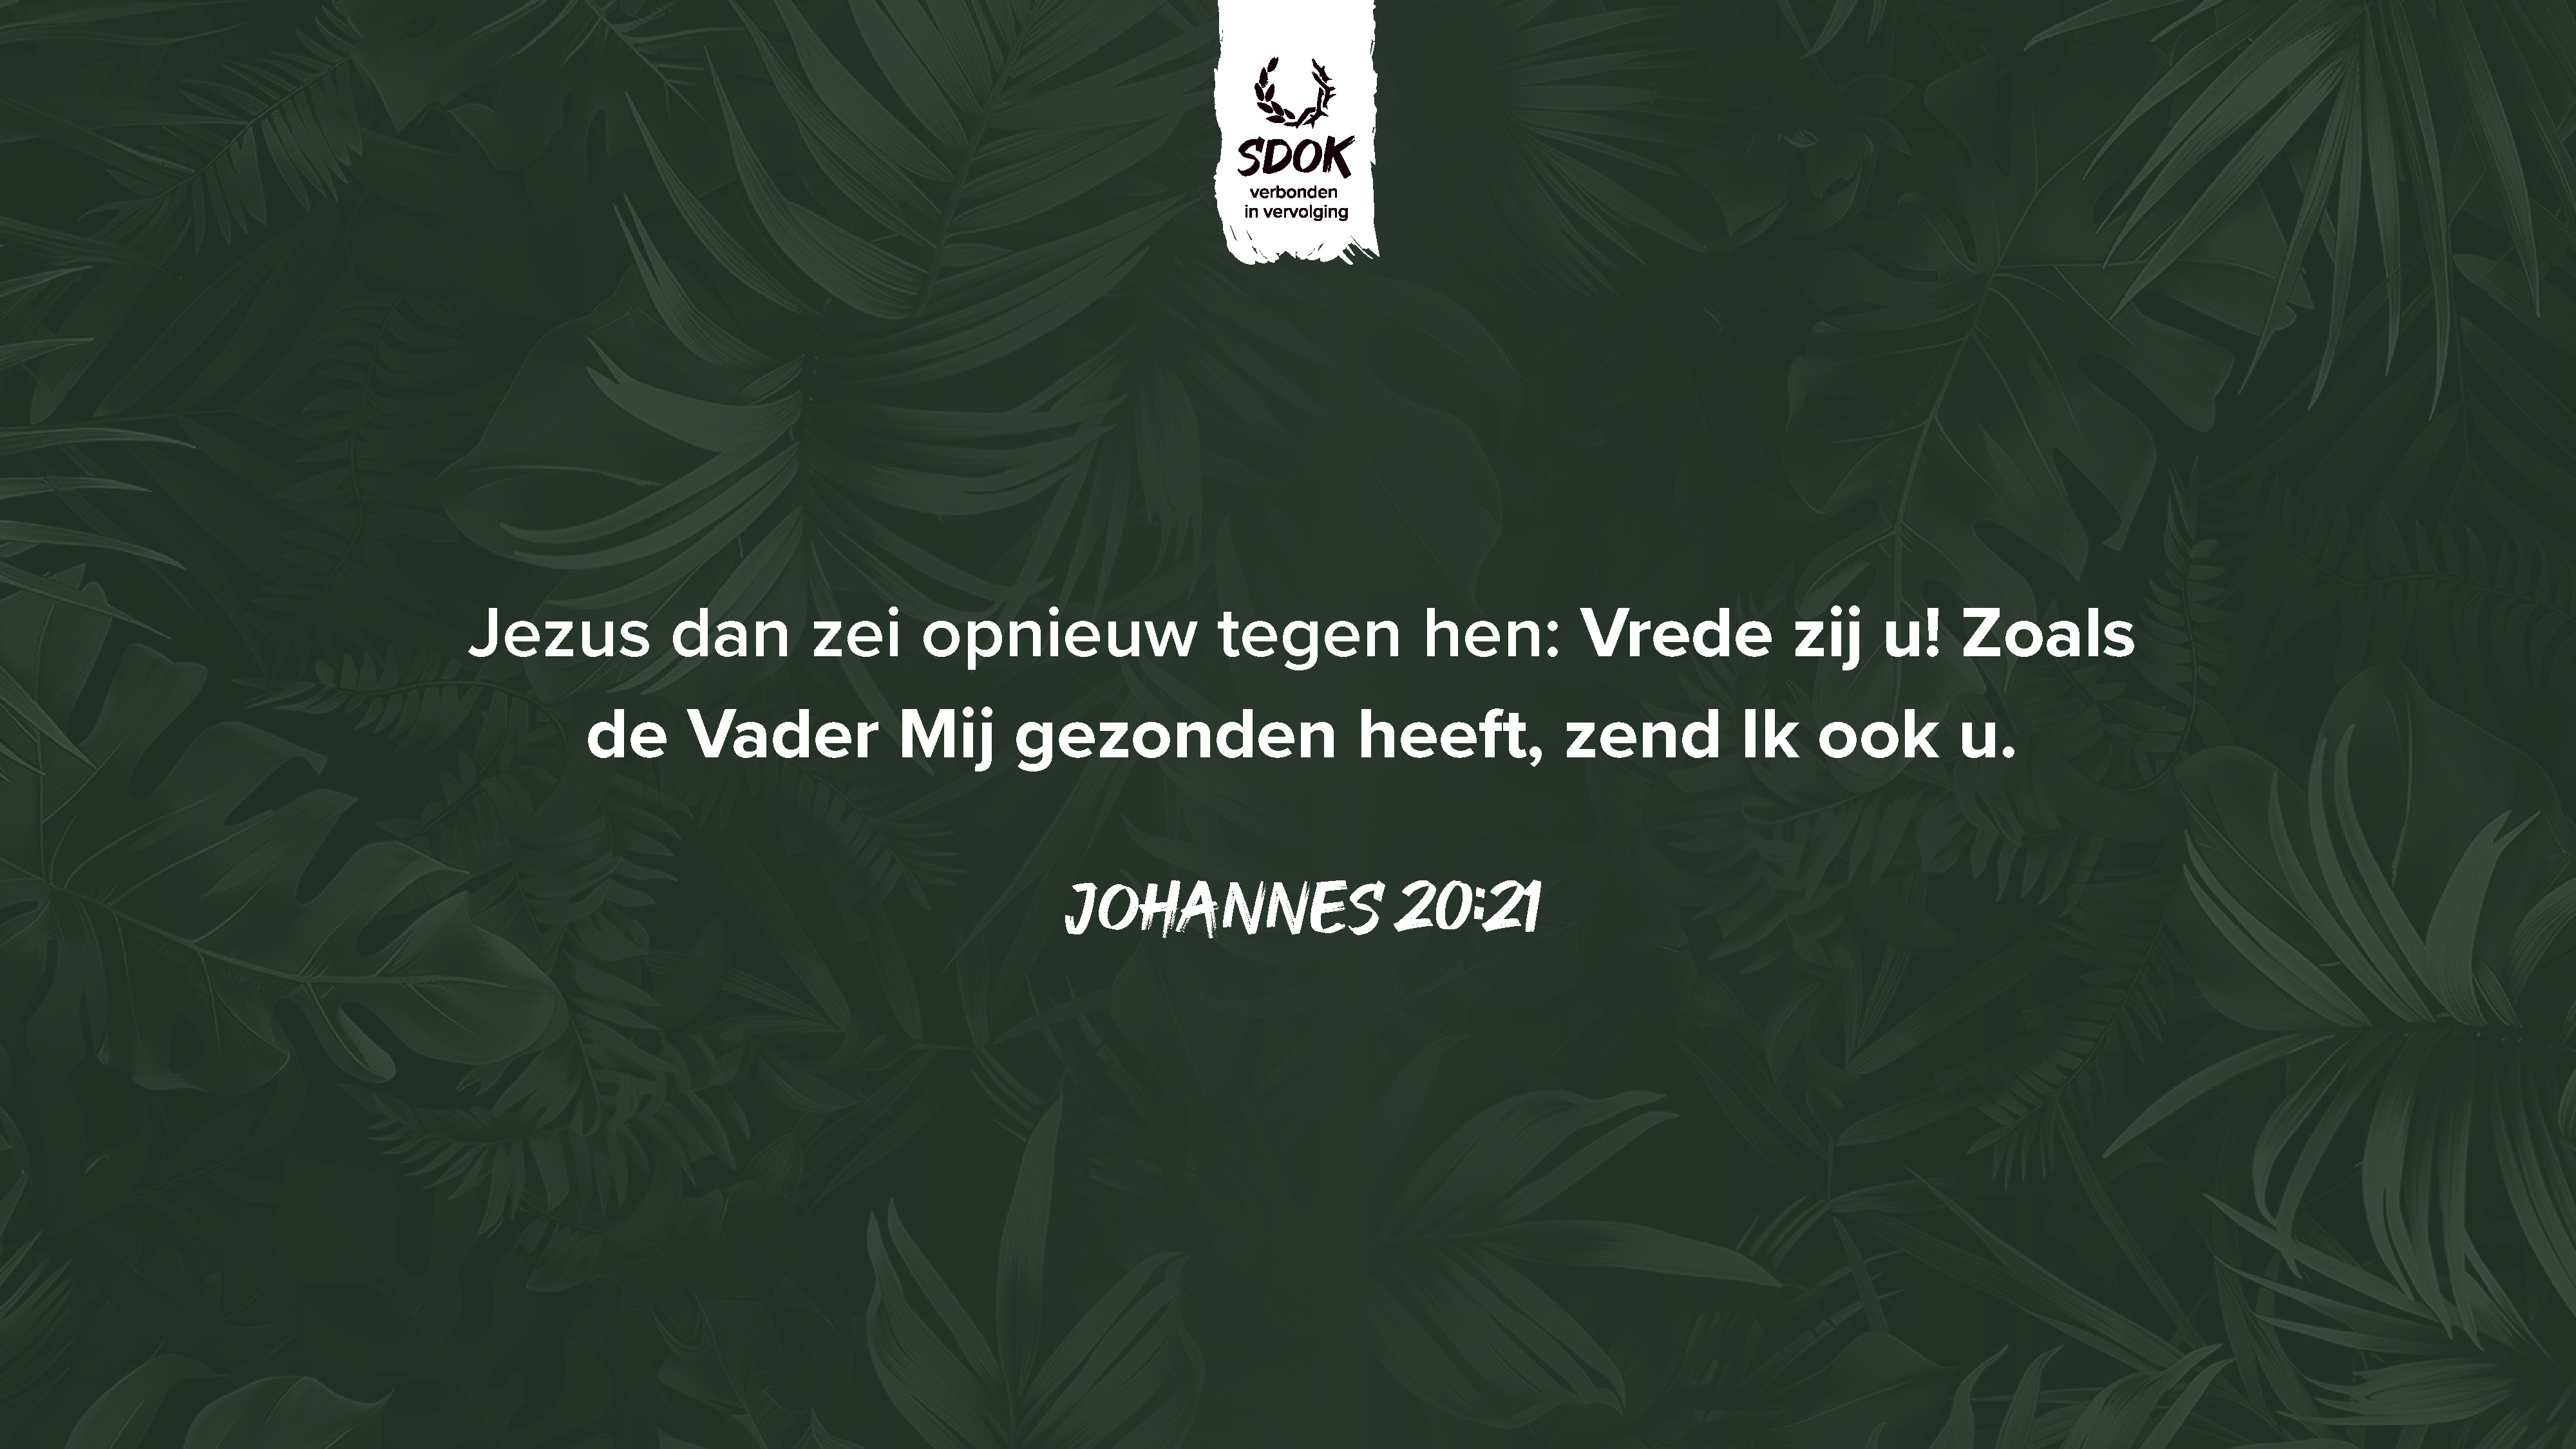 SDOK
verbonden
in vervolging
Jezus dan zei opnieuw tegen hen: Vrede zij u! Zoals
de Vader Mij gezonden heeft, zend Ik ook u.
JOHANNES 20:21